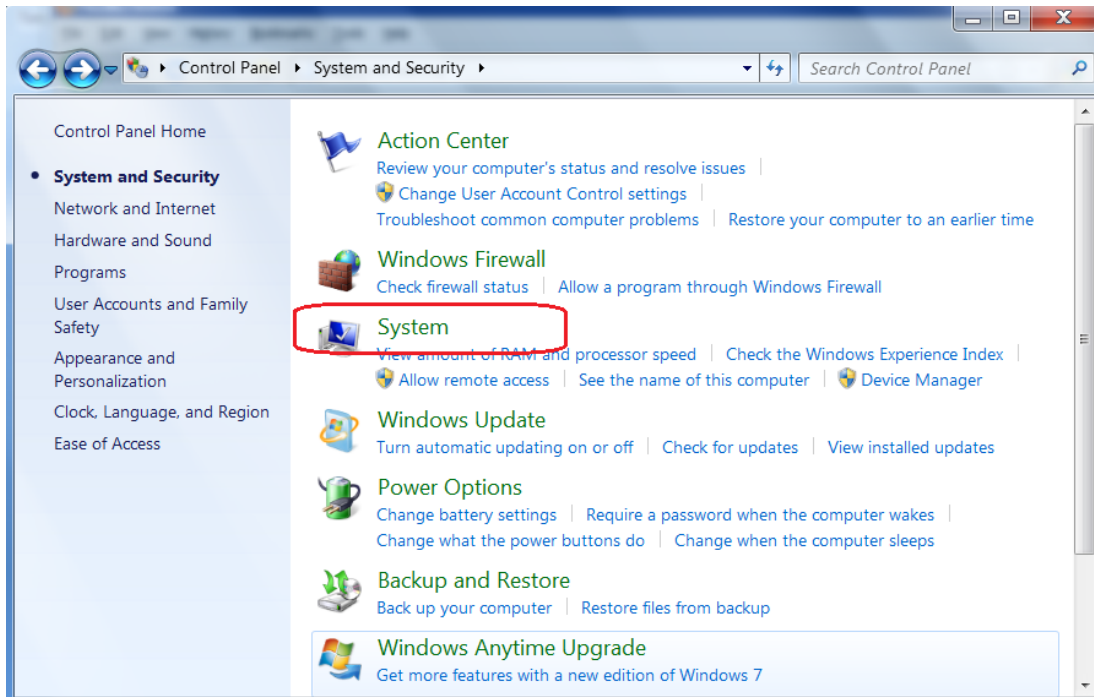 Control Panel System and Security Search Control Panel
Control Panel Home
System and Security
Network and Internet
Hardware and Sound
Programs
User Accounts and Family
Safety
Appearance and
Personalization
Clock, Language, and Region
Ease of Access
Action Center
Review your computer's status and resolve issues
Change User Account Control settings
Troubleshoot common computer problems Restore your computer to an earlier time
Windows Firewall
Check firewall status Allow a program through Windows Firewall
System
View amount of RAM and processor speed Check the Windows Experience Index
Allow remote access See the name of this computer Device Manager
Windows Update
Turn automatic updating on or off Check for updates View installed updates
Power Options
Change battery settings Require a password when the computer wakes
Change what the power buttons do Change when the computer sleeps
Backup and Restore
Back up your computer Restore files from backup
Windows Anytime Upgrade
Get more features with a new edition of Windows 7